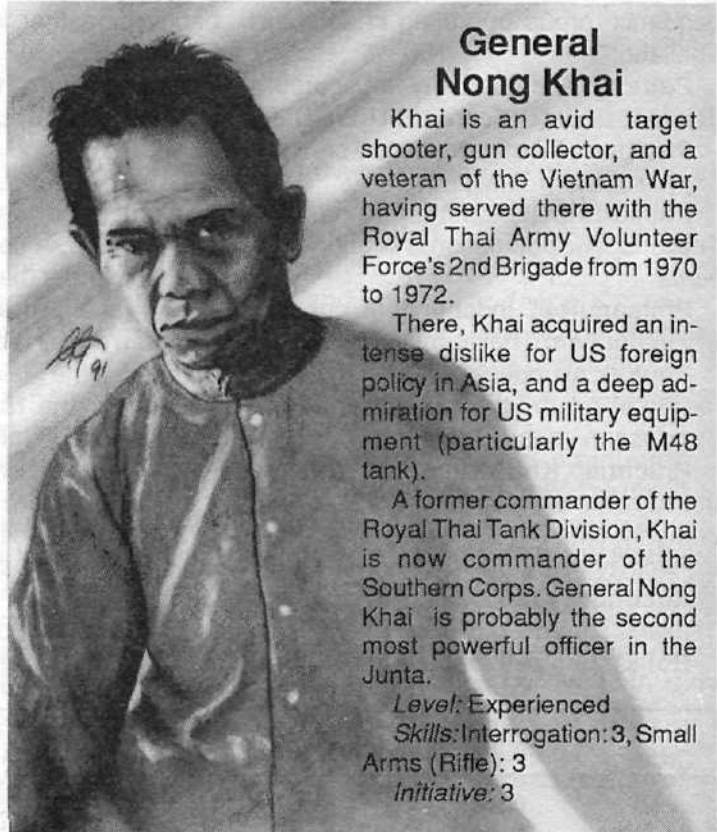 General
Nong Khai
Khai is an avid target
shooter, gun collector, and a
veteran of the Vietnam War,
having served there with the
Royal Thai Army Volunteer
Force's 2nd Brigade from 1970
to 1972.
There, Khai acquired an in-
tense dislike for US foreign
policy in Asia, and a deep ad-
miration for US military equip-
ment (particularly the M48
tank).
A former commander of the
Royal Thai Tank Division, Khai
is now commander of the
Southern Corps. General Nong
Khai is probably the second
most powerful officer in the
Junta.
Level: Experienced
Skills: Interrogation: 3, Small
Arms (Rifle): 3
Initiative: 3
91